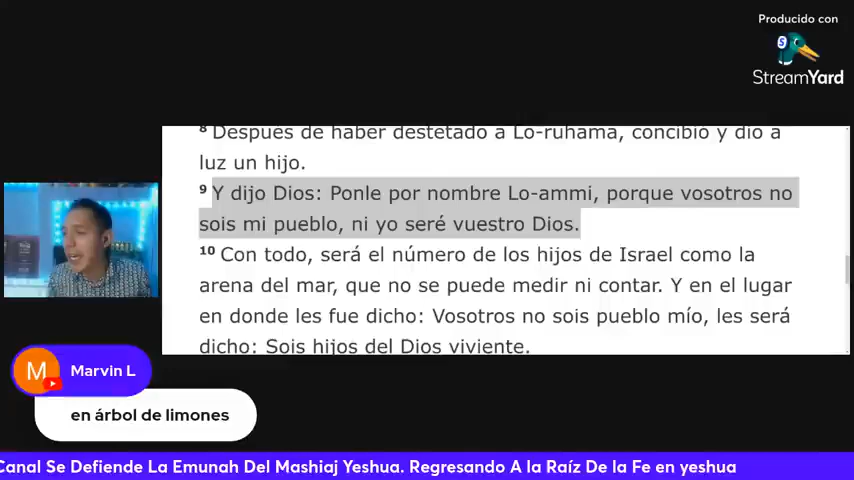 Producido con
StreamYard
8 Después de haber destetado a Lo-ruhama, concibió y dio a
luz un hijo.
9 Y dijo Dios: Ponle por nombre Lo-ammi, porque vosotros no
sois mi pueblo, ni yo seré vuestro Dios.
10 Con todo, será el número de los hijos de Israel como la
arena del mar, que no se puede medir ni contar. Y en el lugar
en donde les fue dicho: Vosotros no sois pueblo mío, les será
dicho: Sois hijos del Dios viviente.
M
Marvin L
en árbol de limones
Canal Se Defiende La Emunah Del Mashiaj Yeshua. Regresando A la Raíz De la Fe en yeshua